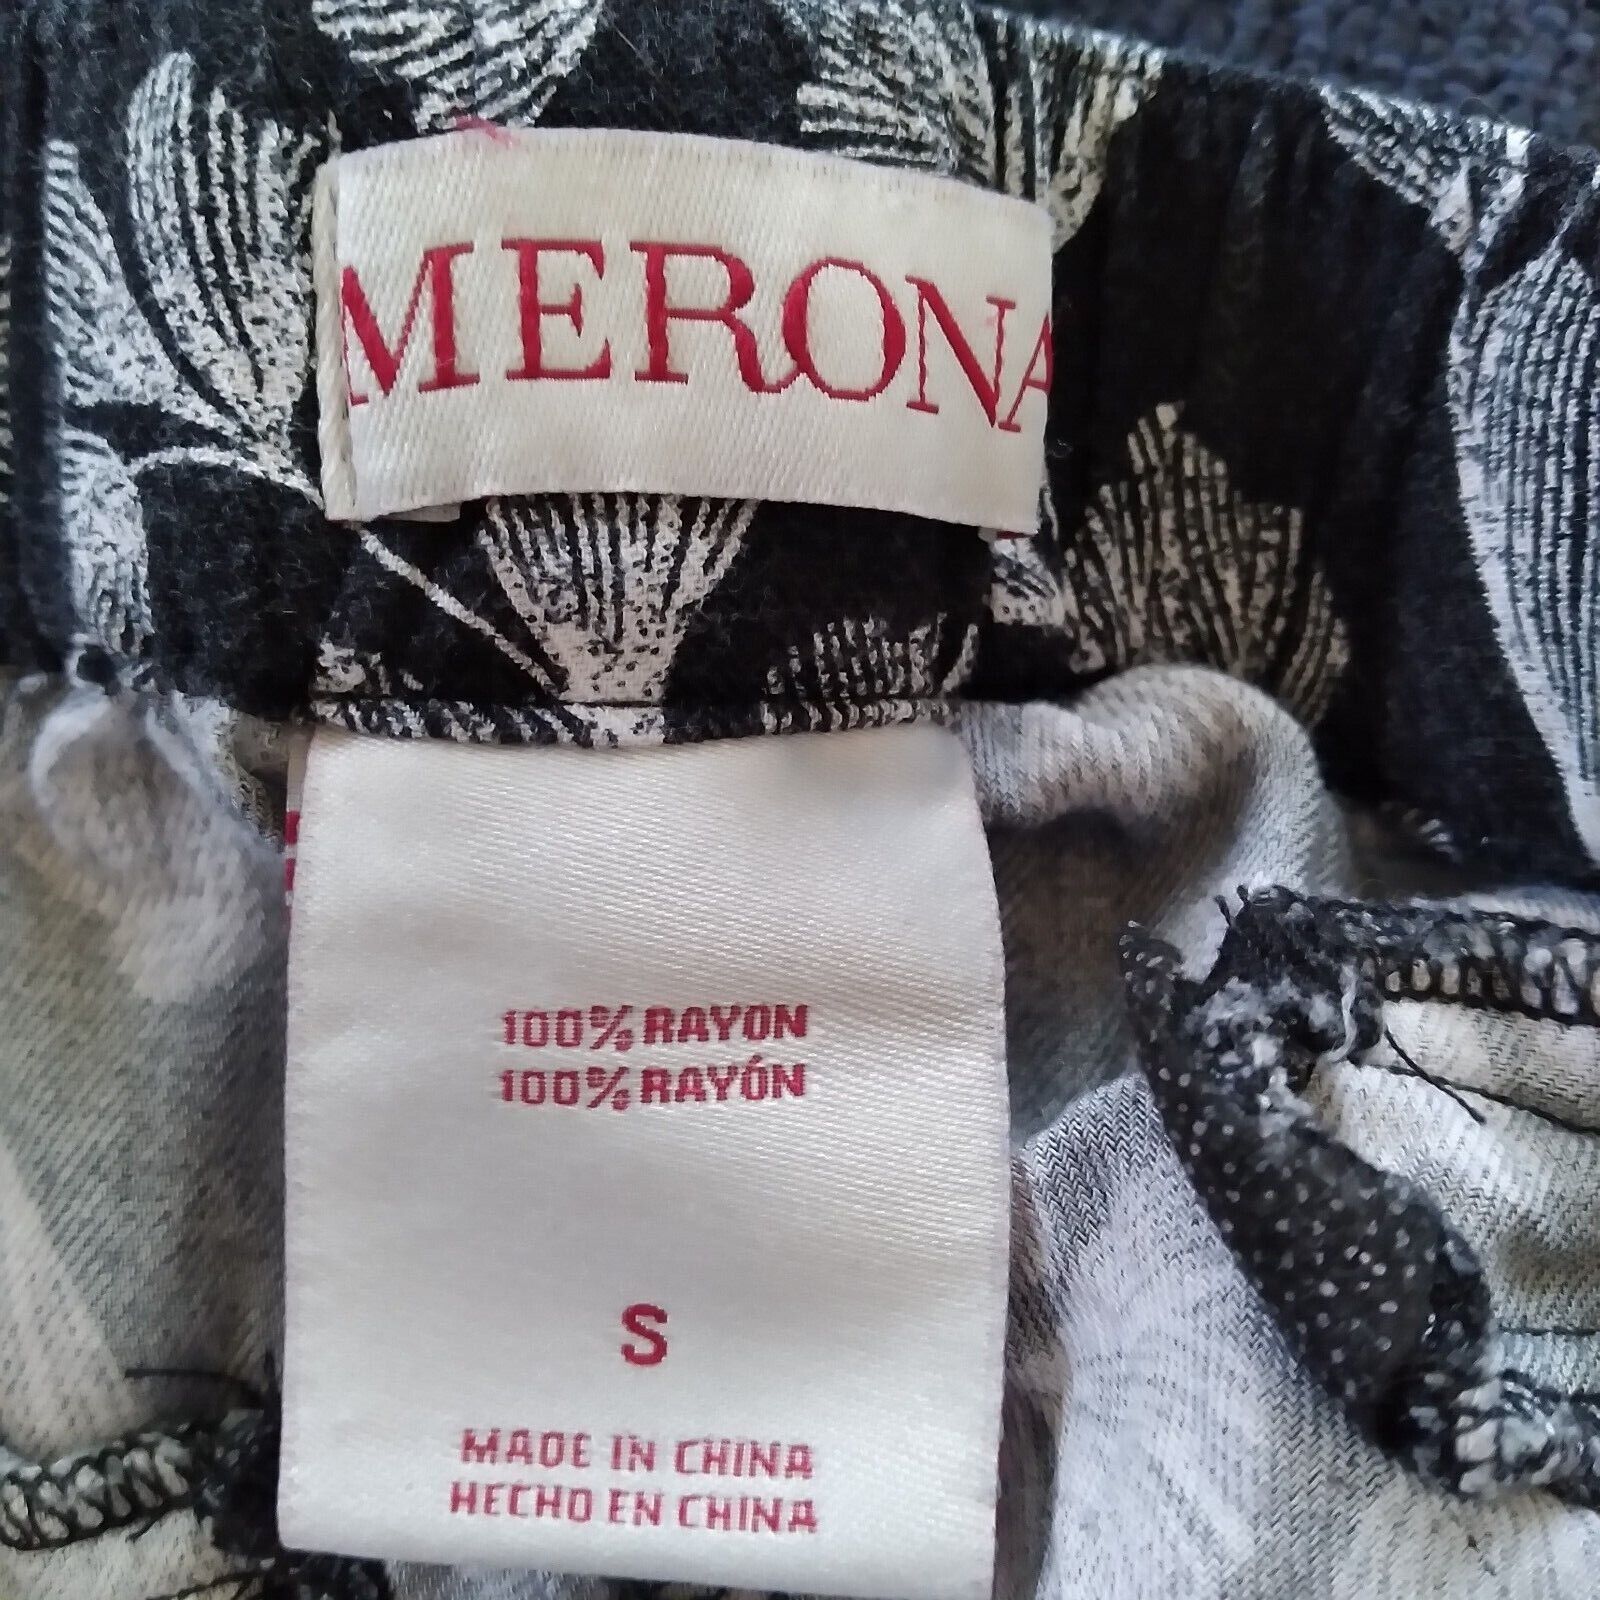 MERONA
100% RAYON
100% RAYÓN
S
MADE IN CHINA
HECHO EN CHINA